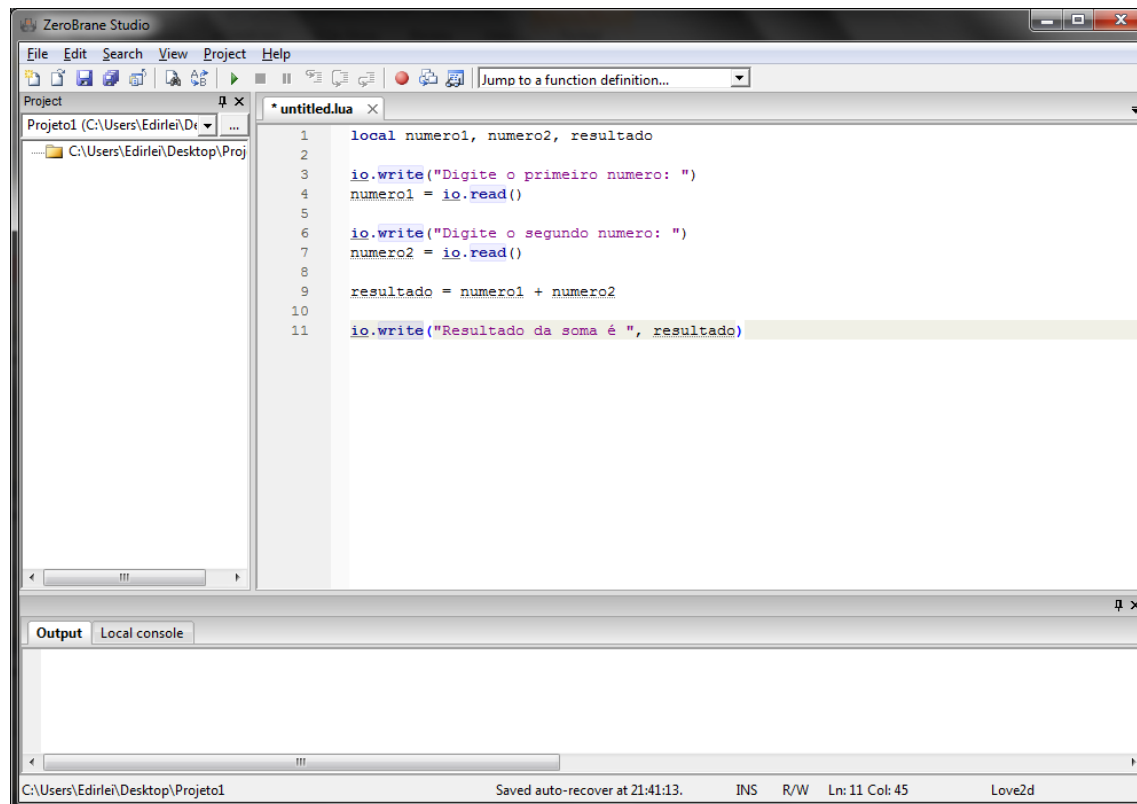 ZeroBrane Studio
File Edit Search View Project Help
Jump to a function definition...
Project
* untitled.lua
Projeto1 (C:\Users\Edirlei\De
...
C:\Users\Edirlei\Desktop\Proj
1 local numero1, numero2, resultado
2
3 io.write("Digite o primeiro numero: ")
4 numero1 = io.read()
5
6 io.write("Digite o segundo numero: ")
7 numero2 = io.read()
8
9 resultado = numero1 + numero2
10
11 io.write("Resultado da soma é ", resultado)
Output Local console
C:\Users\Edirlei\Desktop\Projeto1 Saved auto-recover at 21:41:13. INS R/W Ln: 11 Col: 45 Love2d